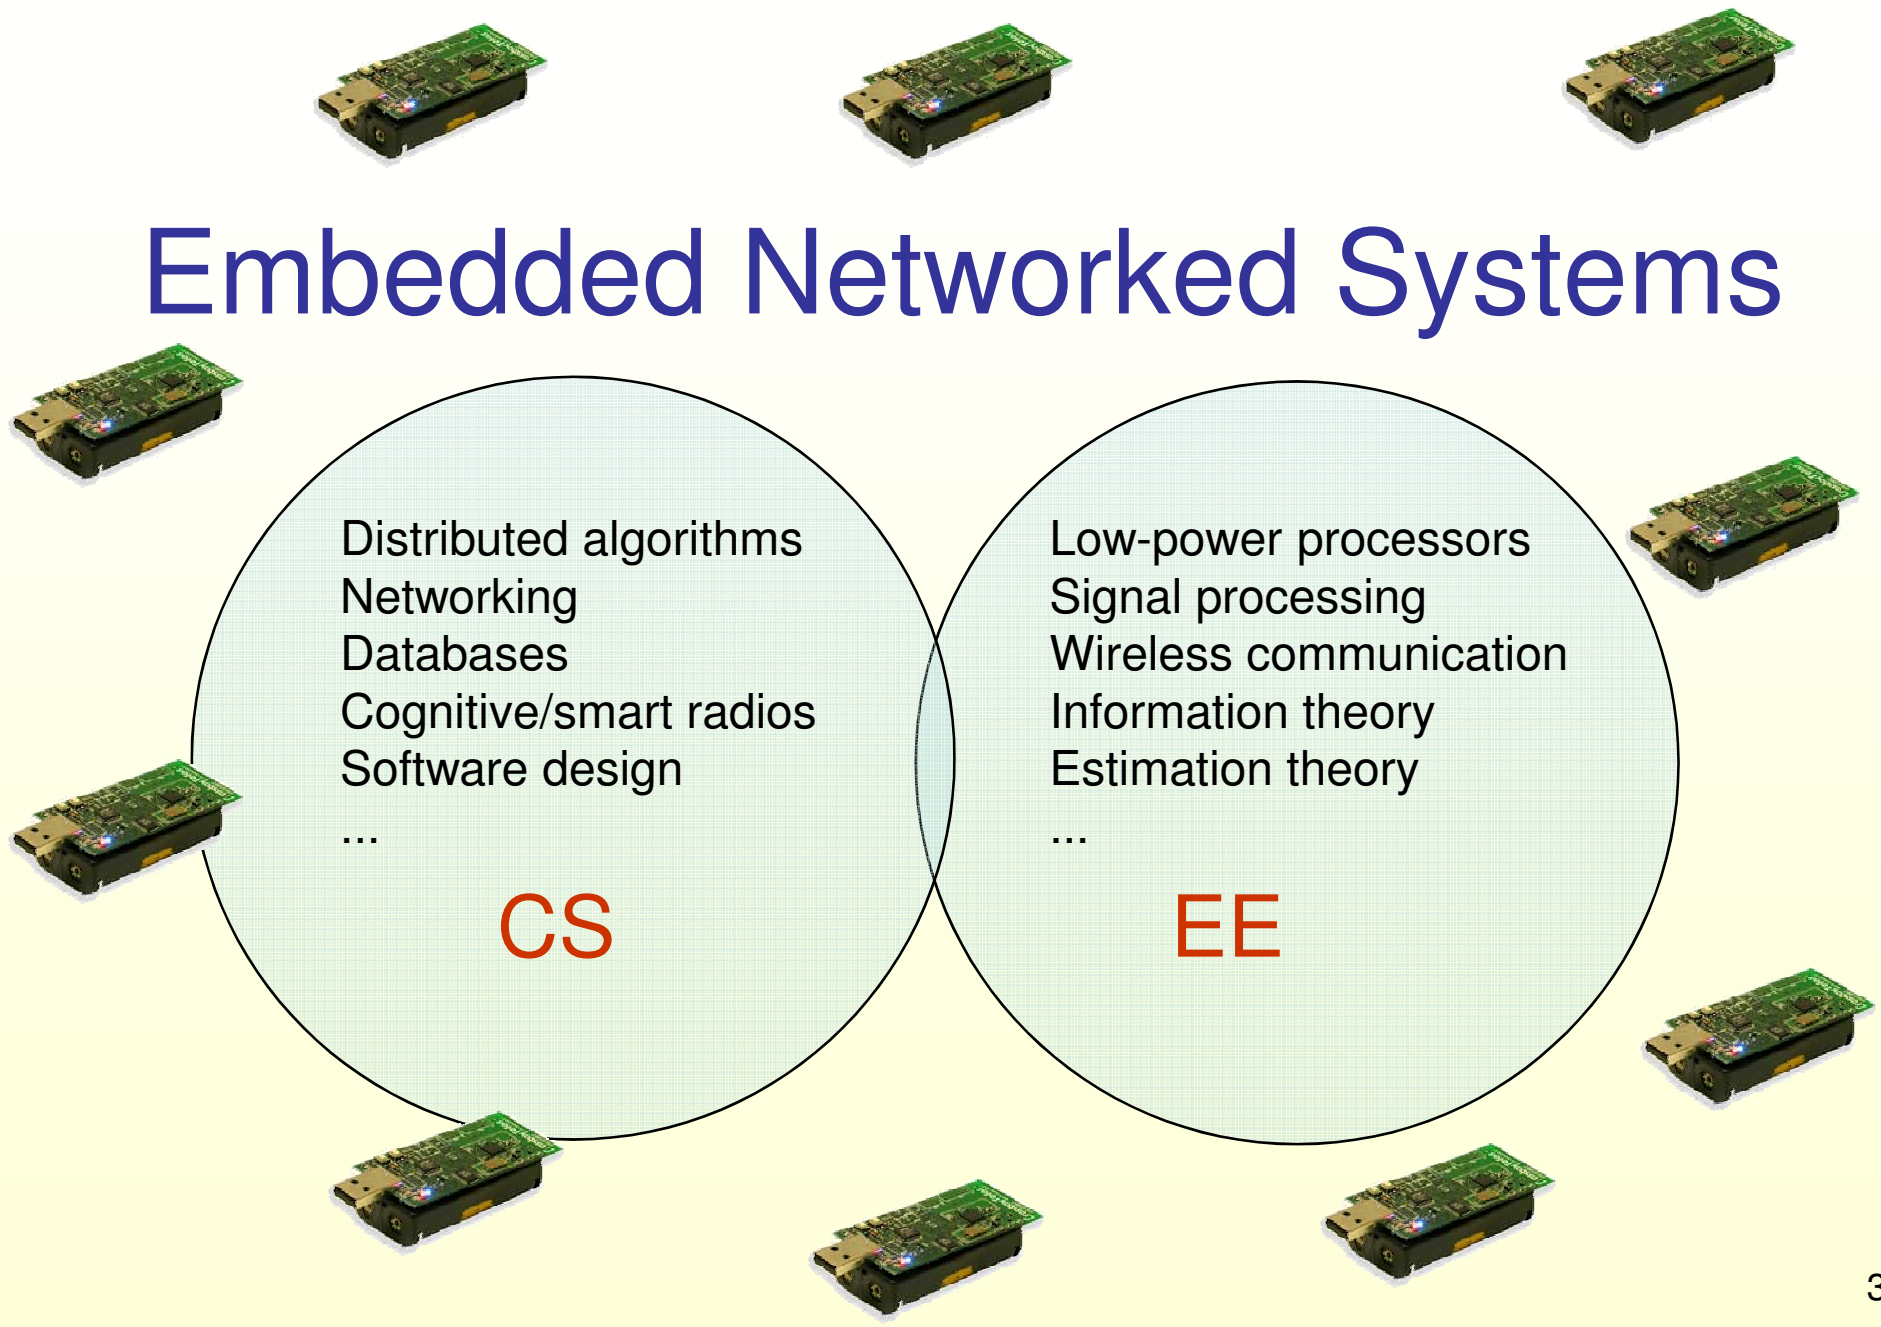 Embedded Networked Systems
Distributed algorithms
Networking
Databases
Cognitive/smart radios
Software design
...
CS
Low-power processors
Signal processing
Wireless communication
Information theory
Estimation theory
...
EE
3